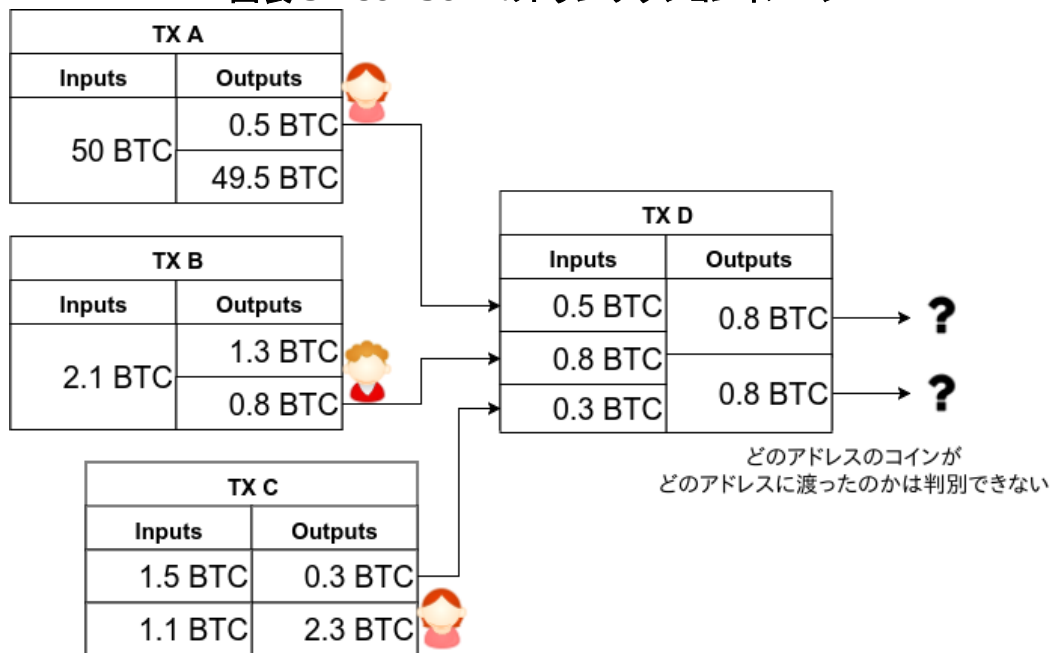 TX A
Inputs Outputs
50 BTC
0.5 BTC
49.5 BTC
TX B
Inputs Outputs
2.1 BTC
1.3 BTC
0.8 BTC
TX C
Inputs Outputs
1.5 BTC 0.3 BTC
1.1 BTC 2.3 BTC
TX D
Inputs Outputs
0.5 BTC
0.8 BTC
0.3 BTC
0.8 BTC
?
0.8 BTC
?
どのアドレスのコインが
どのアドレスに渡ったのかは判別できない